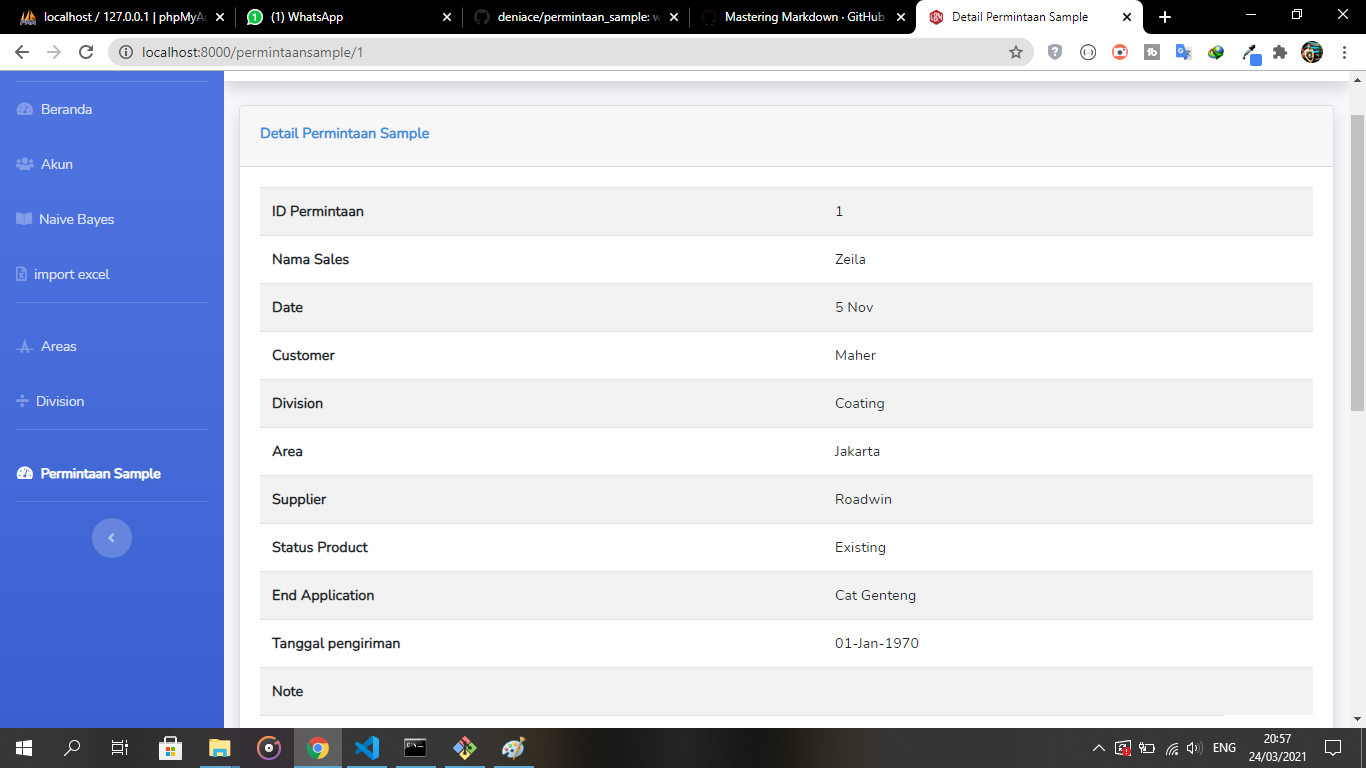 localhost / 127.0.0.1 | phpMyA
(1) WhatsApp
deniace/permintaan_sample: w
Mastering Markdown · GitHub
Detail Permintaan Sample
localhost:8000/permintaansample/1
Beranda
Akun
Naive Bayes
import excel
Areas
Division
Permintaan Sample
Detail Permintaan Sample
ID Permintaan 1
Nama Sales Zeila
Date 5 Nov
Customer Maher
Division Coating
Area Jakarta
Supplier Roadwin
Status Product Existing
End Application Cat Genteng
Tanggal pengiriman 01-Jan-1970
Note
ENG
20:57
24/03/2021